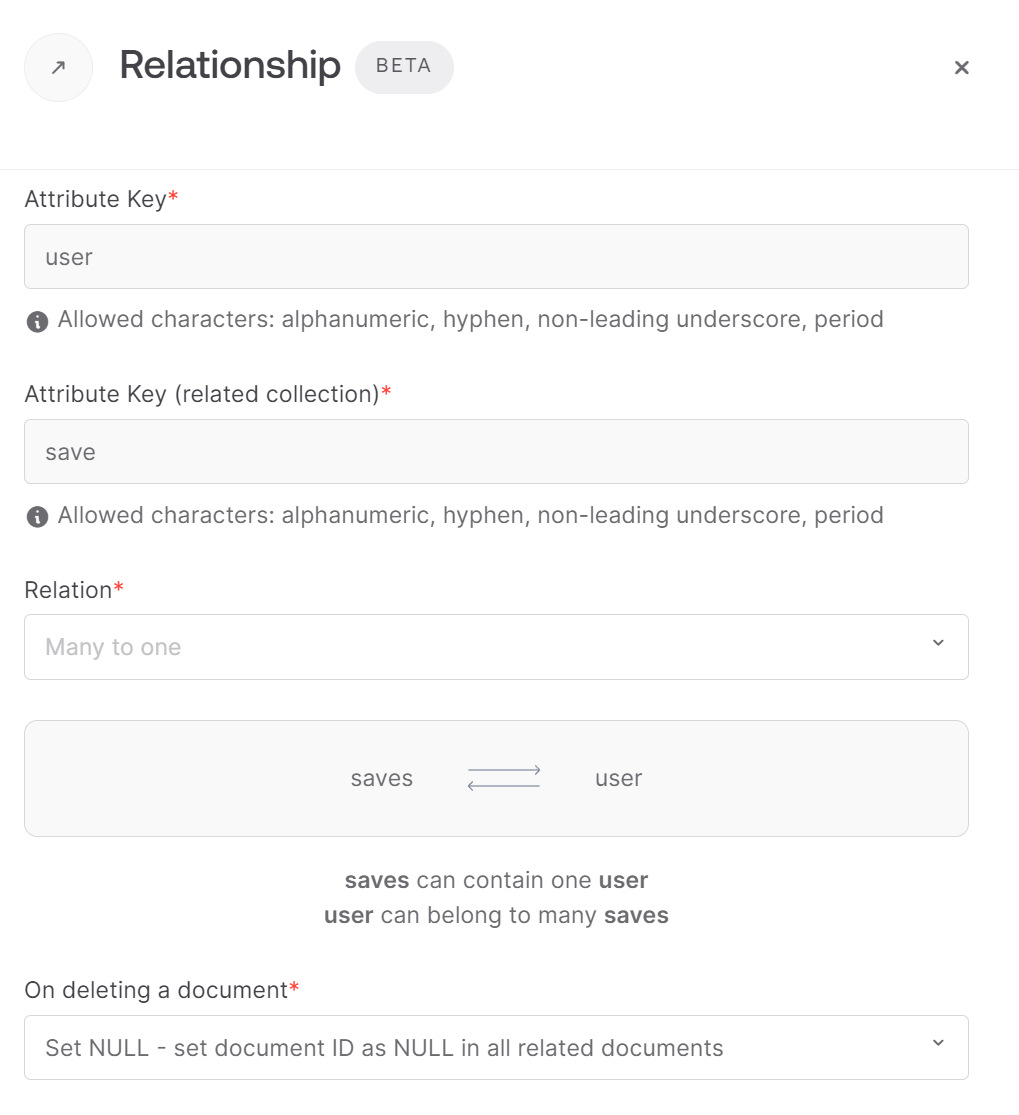 Relationship BETA
Attribute Key*
user
Allowed characters: alphanumeric, hyphen, non-leading underscore, period
Attribute Key (related collection)*
save
Allowed characters: alphanumeric, hyphen, non-leading underscore, period
Relation*
Many to one
saves user
saves can contain one user
user can belong to many saves
On deleting a document*
Set NULL - set document ID as NULL in all related documents